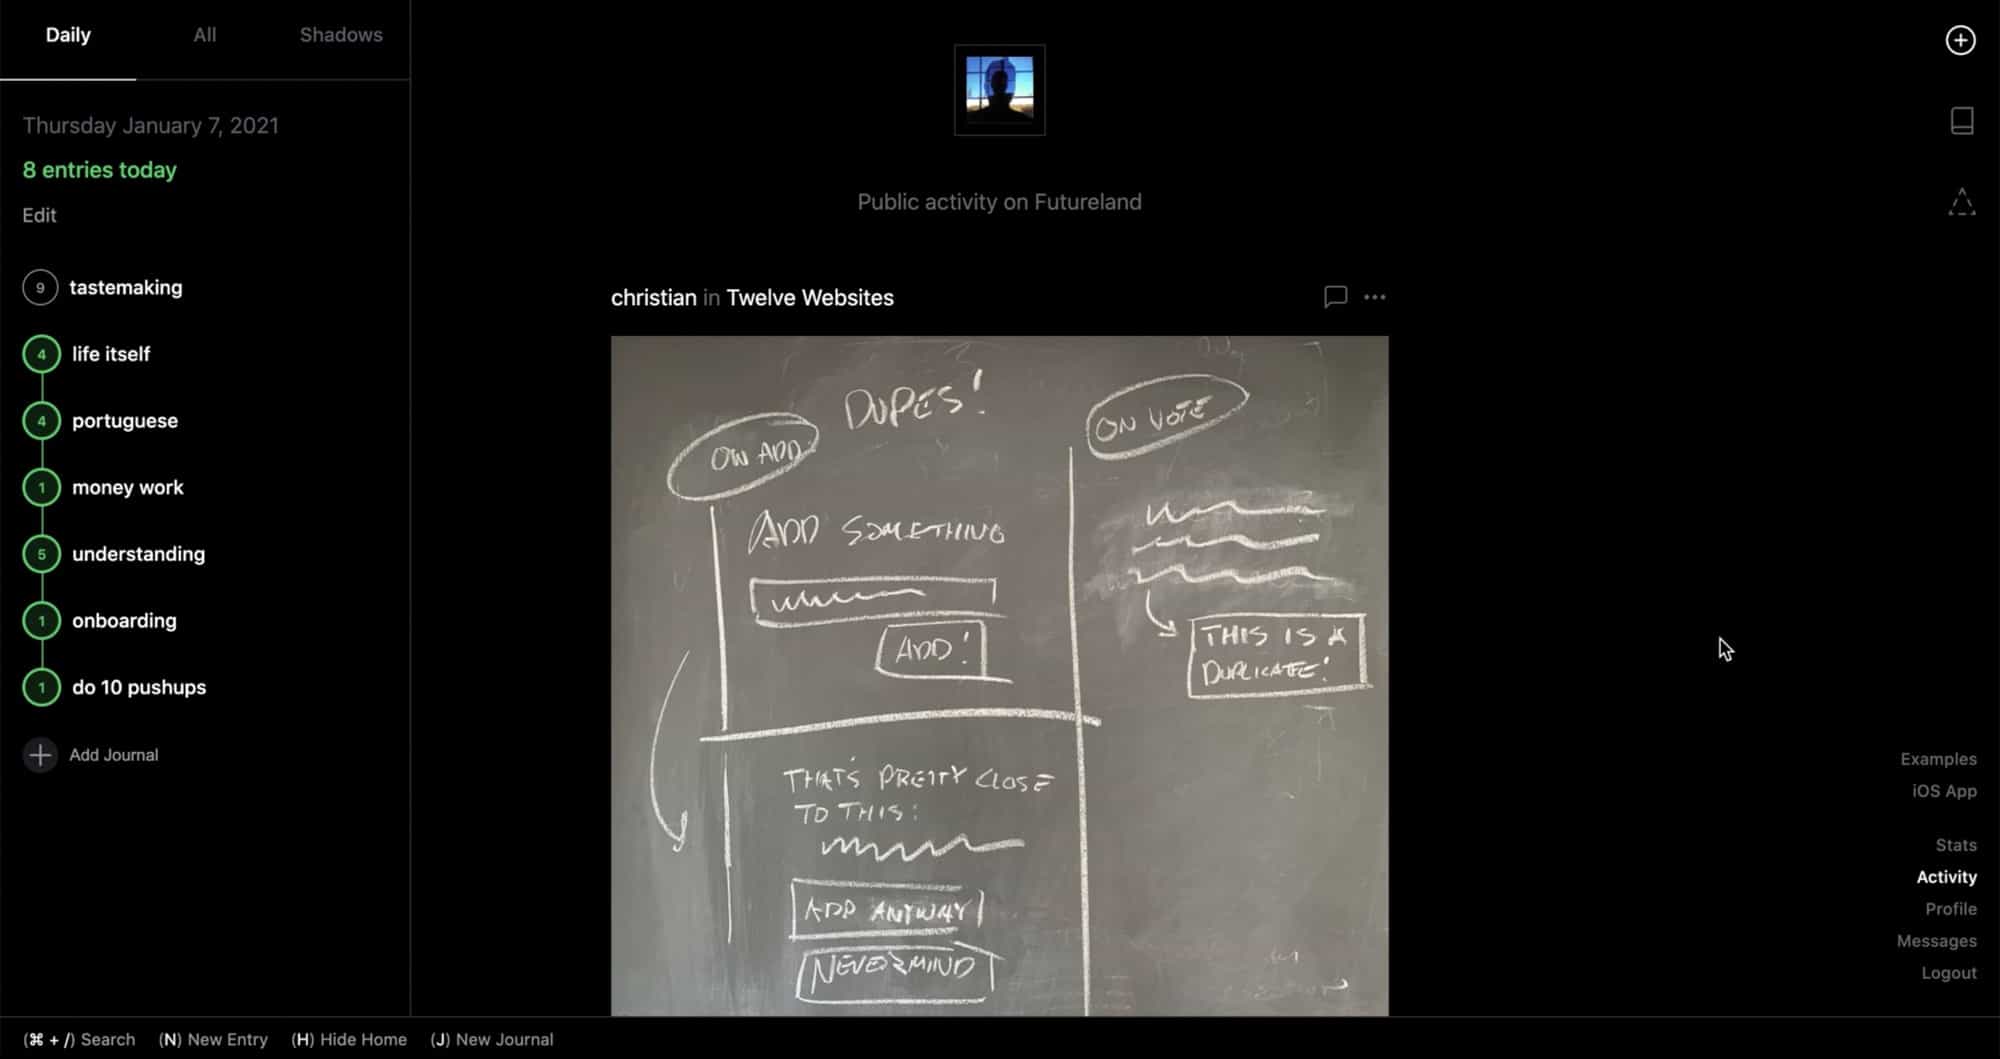 Daily
All
Shadows
Thursday January 7, 2021
8 entries today
Edit
9 tastemaking
4 life itself
4 portuguese
1 money work
5 understanding
1 onboarding
1 do 10 pushups
+ Add Journal
Public activity on Futureland
christian in Twelve Websites
DUPES!
ON ADD
ON VOTE
ADD SOMETHING
ADD!
THIS IS A
DUPLICATE!
THAT'S PRETTY CLOSE
TO THIS:
ADD ANYWAY
NEVERMIND
Examples
iOS App
Stats
Activity
Profile
Messages
Logout
(⌘ + /) Search
(N) New Entry
(H) Hide Home
(J) New Journal